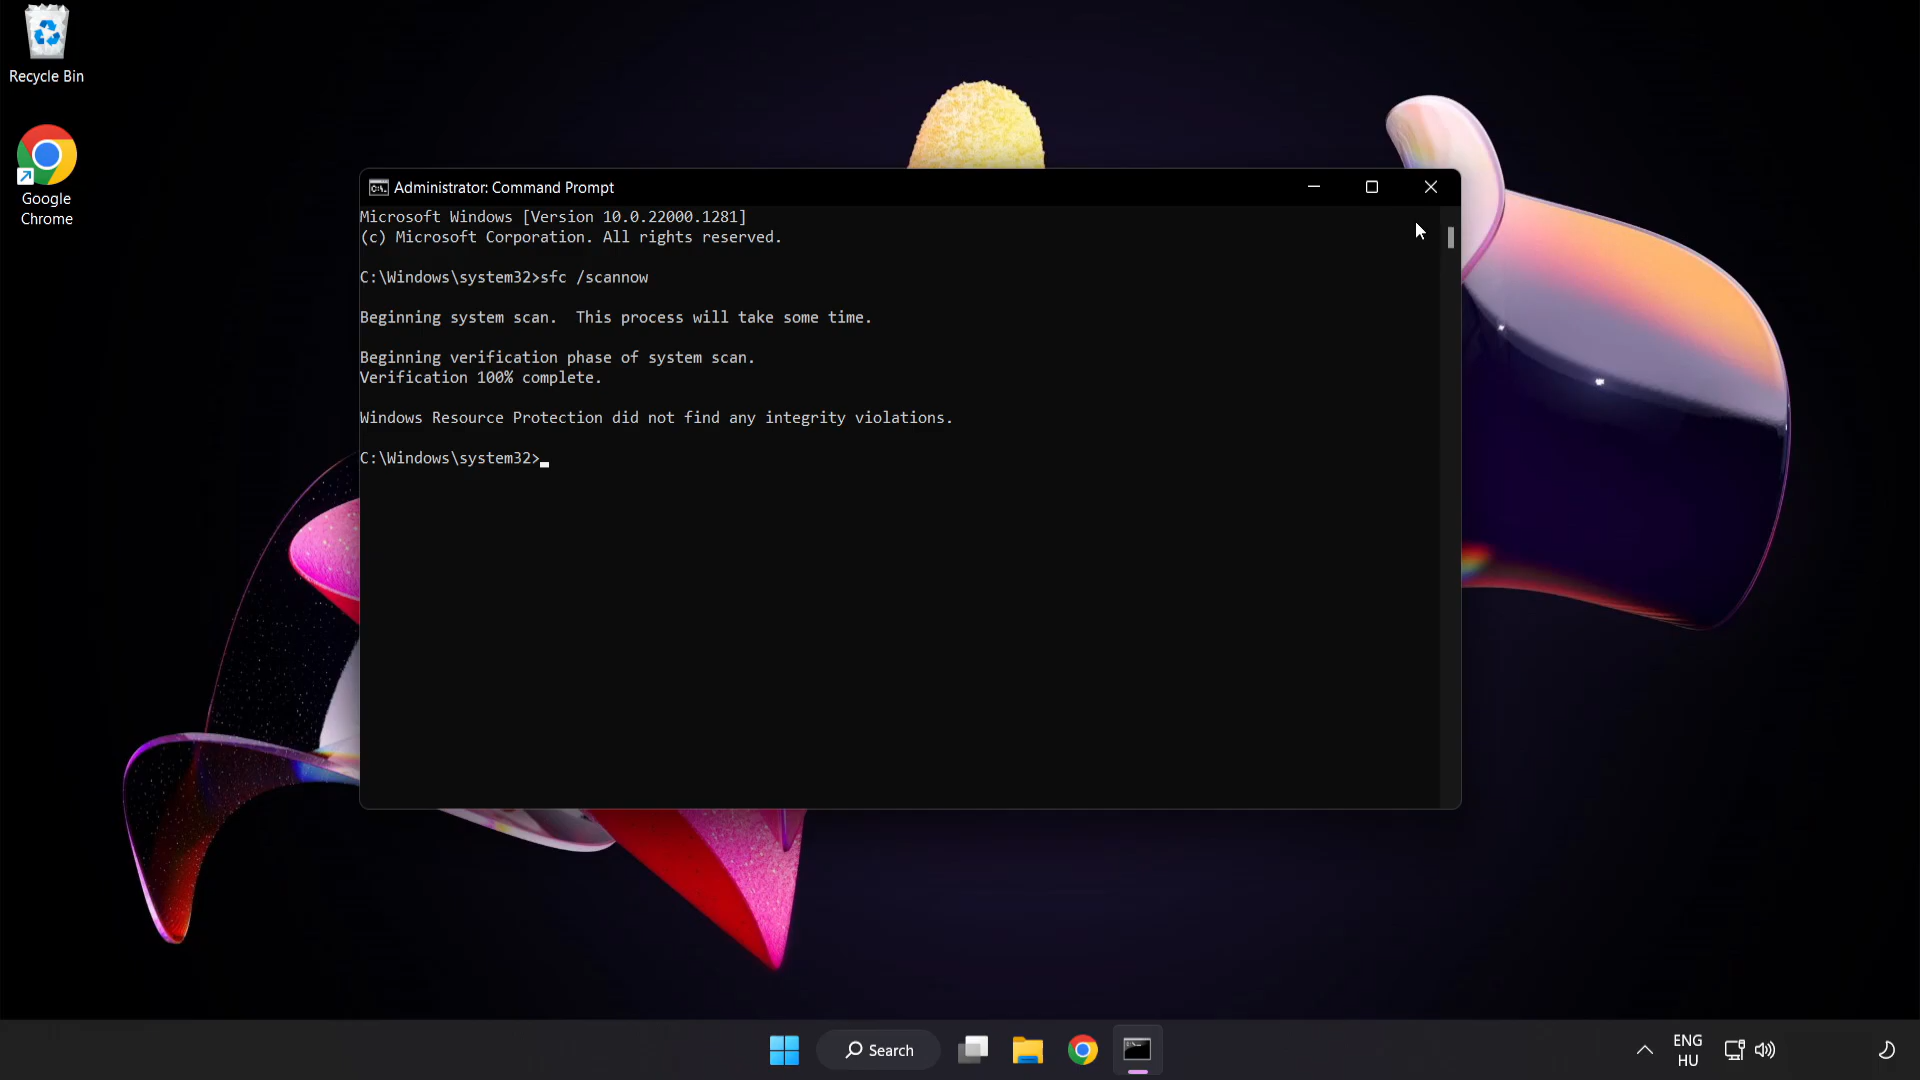 Recycle Bin
Google
Chrome
Administrator: Command Prompt
Microsoft Windows [Version 10.0.22000.1281]
(c) Microsoft Corporation. All rights reserved.
C:\Windows\system32>sfc /scannow
Beginning system scan.  This process will take some time.
Beginning verification phase of system scan.
Verification 100% complete.
Windows Resource Protection did not find any integrity violations.
C:\Windows\system32>
Search
ENG
HU